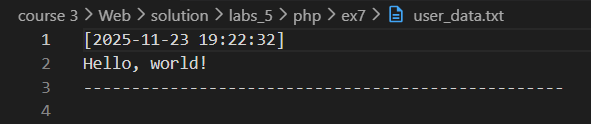 course 3 > Web > solution > labs_5 > php > ex7 > user_data.txt
1 [2025-11-23 19:22:32]
2 Hello, world!
3 --------------------------------------------------
4